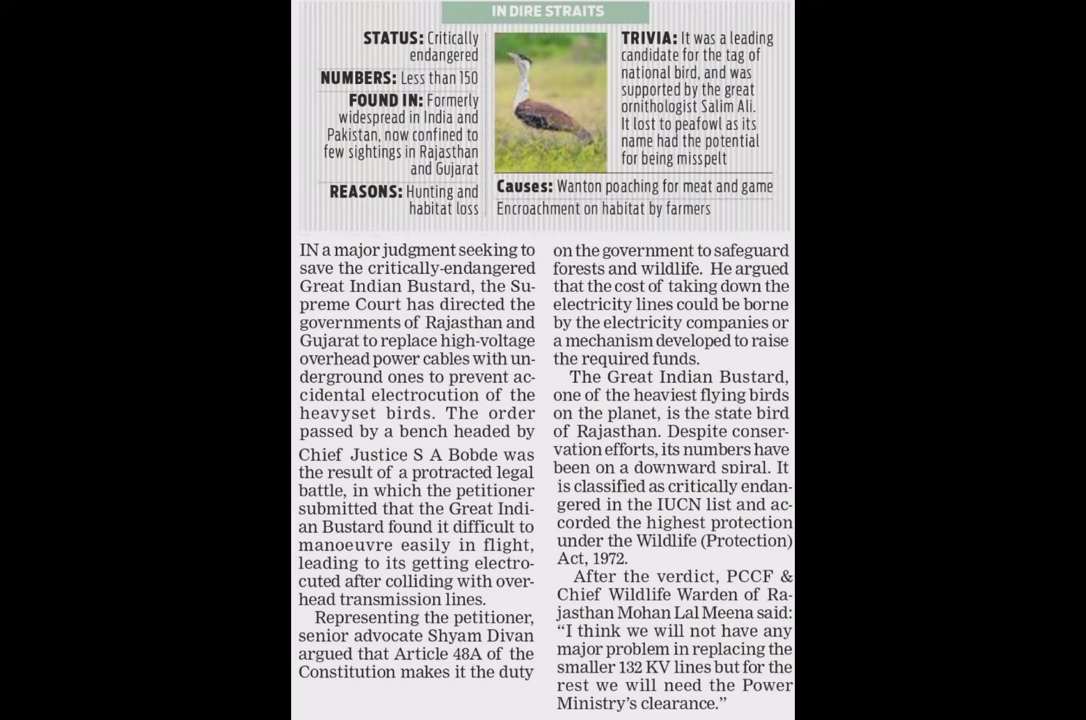 IN DIRE STRAITS
STATUS: Critically
endangered
NUMBERS: Less than 150
FOUND IN: Formerly
widespread in India and
Pakistan, now confined to
few sightings in Rajasthan
and Gujarat
REASONS: Hunting and
habitat loss
TRIVIA: It was a leading
candidate for the tag of
national bird, and was
supported by the great
ornithologist Salim Ali.
It lost to peafowl as its
name had the potential
for being misspelt
Causes: Wanton poaching for meat and game
Encroachment on habitat by farmers
IN a major judgment seeking to
save the critically-endangered
Great Indian Bustard, the Su-
preme Court has directed the
governments of Rajasthan and
Gujarat to replace high-voltage
overhead power cables with un-
derground ones to prevent ac-
cidental electrocution of the
heavyset birds. The order
passed by a bench headed by
Chief Justice S A Bobde was
the result of a protracted legal
battle, in which the petitioner
submitted that the Great Indi-
an Bustard found it difficult to
manoeuvre easily in flight,
leading to its getting electro-
cuted after colliding with over-
head transmission lines.
Representing the petitioner,
senior advocate Shyam Divan
argued that Article 48A of the
Constitution makes it the duty
on the government to safeguard
forests and wildlife. He argued
that the cost of taking down the
electricity lines could be borne
by the electricity companies or
a mechanism developed to raise
the required funds.
The Great Indian Bustard,
one of the heaviest flying birds
on the planet, is the state bird
of Rajasthan. Despite conser-
vation efforts, its numbers have
been on a downward spiral. It
is classified as critically endan-
gered in the IUCN list and ac-
corded the highest protection
under the Wildlife (Protection)
Act, 1972.
After the verdict, PCCF &
Chief Wildlife Warden of Ra-
jasthan Mohan Lal Meena said:
“I think we will not have any
major problem in replacing the
smaller 132 KV lines but for the
rest we will need the Power
Ministry’s clearance.”